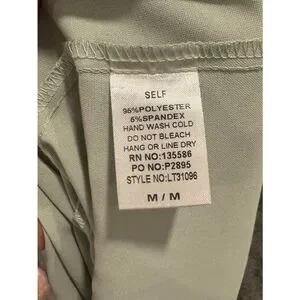 SELF
95%POLYESTER
5%SPANDEX
HAND WASH COLD
DO NOT BLEACH
HANG OR LINE DRY
RN NO:135586
PO NO:P2895
STYLE NO:LT31096
M / M